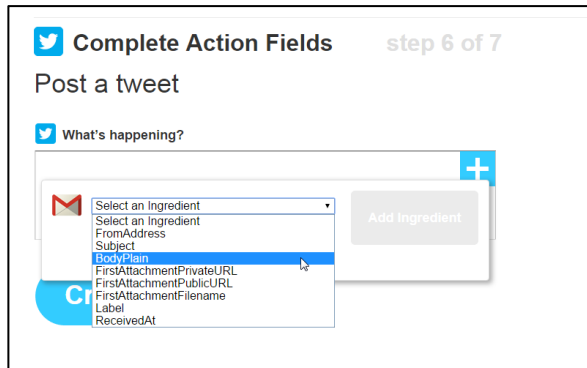 Complete Action Fields step 6 of 7
Post a tweet
What's happening?
+
Select an Ingredient
Add Ingredient
Select an Ingredient
FromAddress
Subject
BodyPlain
FirstAttachmentPrivateURL
FirstAttachmentPublicURL
FirstAttachmentFilename
Label
ReceivedAt
Cr